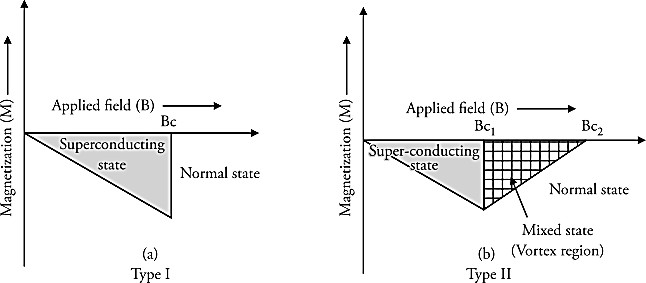 Magnetization (M)
Applied field (B)
Bc
Superconducting
state
Normal state
(a)
Type I
Magnetization (M)
Applied field (B)
Bc1
Bc2
Super-conducting
state
Normal state
Mixed state
(Vortex region)
(b)
Type II